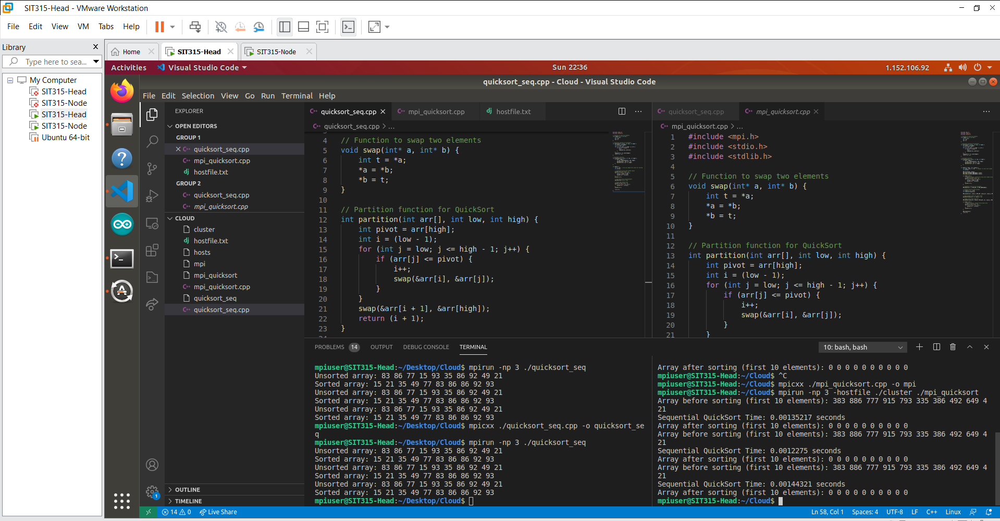 SIT315-Head - VMware Workstation
File Edit View VM Tabs Help
Library
Type here to sea...
My Computer
SIT315-Head
SIT315-Node
SIT315-Head
SIT315-Node
Ubuntu 64-bit
Home SIT315-Head SIT315-Node
Activities Visual Studio Code Sun 22:36 1.152.106.92
quicksort_seq.cpp - Cloud - Visual Studio Code
File Edit Selection View Go Run Terminal Help
EXPLORER
OPEN EDITORS
GROUP 1
quicksort_seq.cpp
mpi_quicksort.cpp
hostfile.txt
GROUP 2
quicksort_seq.cpp
mpi_quicksort.cpp
CLOUD
cluster
hostfile.txt
hosts
mpi
mpi_quicksort
mpi_quicksort.cpp
quicksort_seq
quicksort_seq.cpp
OUTLINE
TIMELINE
quicksort_seq.cpp mpi_quicksort.cpp hostfile.txt
quicksort_seq.cpp > ...
4 // Function to swap two elements
5 void swap(int* a, int* b) {
6 int t = *a;
7 *a = *b;
8 *b = t;
9 }
10
11 // Partition function for QuickSort
12 int partition(int arr[], int low, int high) {
13 int pivot = arr[high];
14 int i = (low - 1);
15 for (int j = low; j <= high - 1; j++) {
16 if (arr[j] <= pivot) {
17 i++;
18 swap(&arr[i], &arr[j]);
19 }
20 }
21 swap(&arr[i + 1], &arr[high]);
22 return (i + 1);
23 }
quicksort_seq.cpp mpi_quicksort.cpp
mpi_quicksort.cpp > ...
1 #include <mpi.h>
2 #include <stdio.h>
3 #include <stdlib.h>
4
5 // Function to swap two elements
6 void swap(int* a, int* b) {
7 int t = *a;
8 *a = *b;
9 *b = t;
10 }
11
12 // Partition function for QuickSort
13 int partition(int arr[], int low, int high) {
14 int pivot = arr[high];
15 int i = (low - 1);
16 for (int j = low; j <= high - 1; j++) {
17 if (arr[j] <= pivot) {
18 i++;
19 swap(&arr[i], &arr[j]);
20 }
21 }
PROBLEMS 14 OUTPUT DEBUG CONSOLE TERMINAL 10: bash, bash
mpiuser@SIT315-Head:~/Desktop/Cloud$ mpirun -np 3 ./quicksort_seq
Unsorted array: 83 86 77 15 93 35 86 92 49 21
Sorted array: 15 21 35 49 77 83 86 86 92 93
Unsorted array: 83 86 77 15 93 35 86 92 49 21
Sorted array: 15 21 35 49 77 83 86 86 92 93
Unsorted array: 83 86 77 15 93 35 86 92 49 21
Sorted array: 15 21 35 49 77 83 86 86 92 93
mpiuser@SIT315-Head:~/Desktop/Cloud$ mpicxx ./quicksort_seq.cpp -o quicksort_se
q
mpiuser@SIT315-Head:~/Desktop/Cloud$ mpirun -np 3 ./quicksort_seq
Unsorted array: 83 86 77 15 93 35 86 92 49 21
Sorted array: 15 21 35 49 77 83 86 86 92 93
Unsorted array: 83 86 77 15 93 35 86 92 49 21
Sorted array: 15 21 35 49 77 83 86 86 92 93
Unsorted array: 83 86 77 15 93 35 86 92 49 21
Sorted array: 15 21 35 49 77 83 86 86 92 93
mpiuser@SIT315-Head:~/Desktop/Cloud$
Array after sorting (first 10 elements): 0 0 0 0 0 0 0 0 0 0
mpiuser@SIT315-Head:~/Cloud$ ^C
mpiuser@SIT315-Head:~/Cloud$ mpicxx ./mpi_quicksort.cpp -o mpi
mpiuser@SIT315-Head:~/Cloud$ mpirun -np 3 -hostfile ./cluster ./mpi_quicksort
Array before sorting (first 10 elements): 383 886 777 915 793 335 386 492 649 4
21
Sequential QuickSort Time: 0.00135217 seconds
Array after sorting (first 10 elements): 0 0 0 0 0 0 0 0 0 0
Array before sorting (first 10 elements): 383 886 777 915 793 335 386 492 649 4
21
Sequential QuickSort Time: 0.0012275 seconds
Array after sorting (first 10 elements): 0 0 0 0 0 0 0 0 0 0
Array before sorting (first 10 elements): 383 886 777 915 793 335 386 492 649 4
21
Sequential QuickSort Time: 0.00144321 seconds
Array after sorting (first 10 elements): 0 0 0 0 0 0 0 0 0 0
mpiuser@SIT315-Head:~/Cloud$
14 0 Live Share Ln 58, Col 1 Spaces: 4 UTF-8 LF C++ Linux